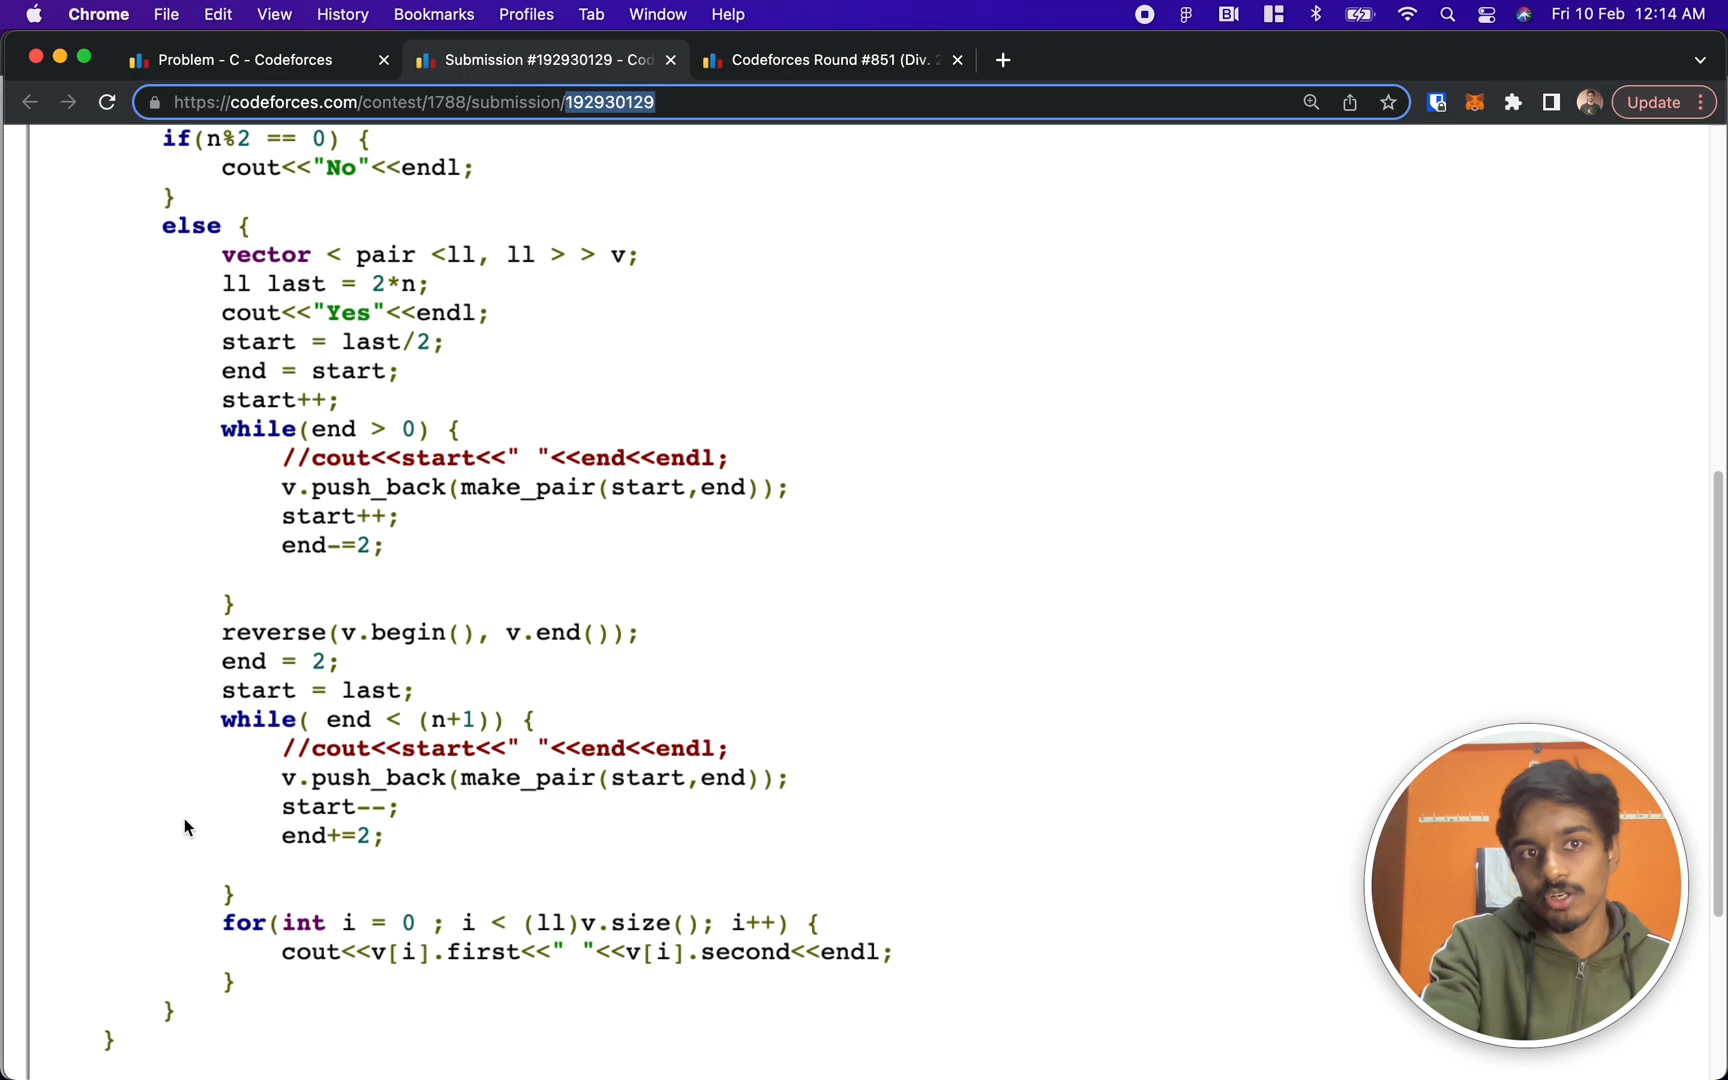 Chrome File Edit View History Bookmarks Profiles Tab Window Help Fri 10 Feb 12:14 AM
Problem - C - Codeforces Submission #192930129 - Cod Codeforces Round #851 (Div. 2
https://codeforces.com/contest/1788/submission/192930129 Update
if(n%2 == 0) {
cout<<"No"<<endl;
}
else {
vector < pair <ll, ll > > v;
ll last = 2*n;
cout<<"Yes"<<endl;
start = last/2;
end = start;
start++;
while(end > 0) {
//cout<<start<<" "<<end<<endl;
v.push_back(make_pair(start,end));
start++;
end-=2;
}
reverse(v.begin(), v.end());
end = 2;
start = last;
while( end < (n+1)) {
//cout<<start<<" "<<end<<endl;
v.push_back(make_pair(start,end));
start--;
end+=2;
}
for(int i = 0 ; i < (ll)v.size(); i++) {
cout<<v[i].first<<" "<<v[i].second<<endl;
}
}
}